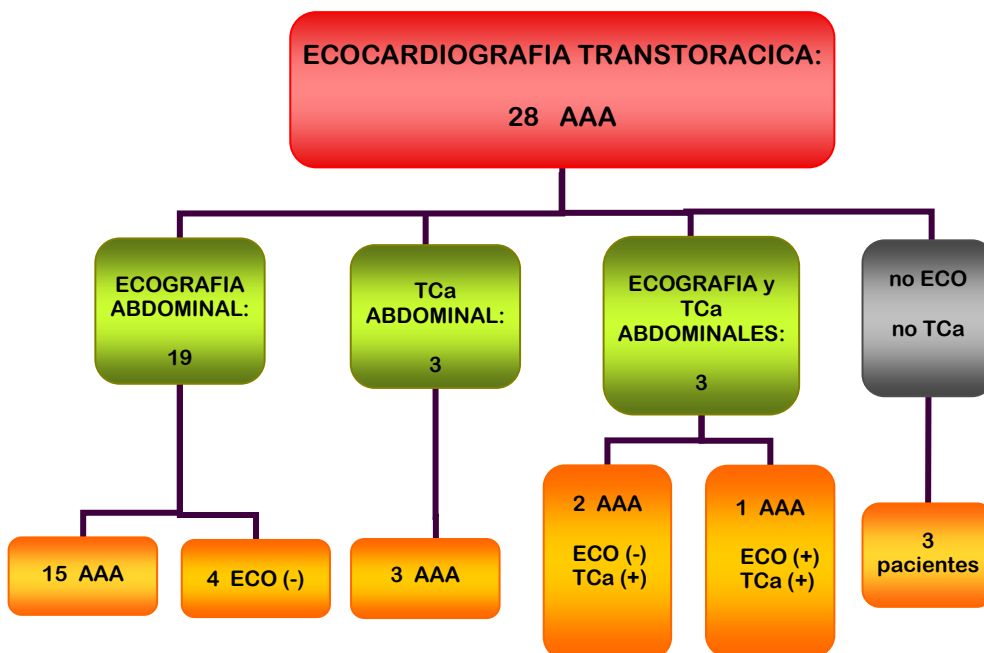 ECOCARDIOGRAFIA TRANSTORACICA:
28 AAA
ECOGRAFIA
ABDOMINAL:
19
TCa
ABDOMINAL:
3
ECOGRAFIA y
TCa
ABDOMINALES:
3
no ECO
no TCa
15 AAA
4 ECO (-)
3 AAA
2 AAA
ECO (-)
TCa (+)
1 AAA
ECO (+)
TCa (+)
3
pacientes